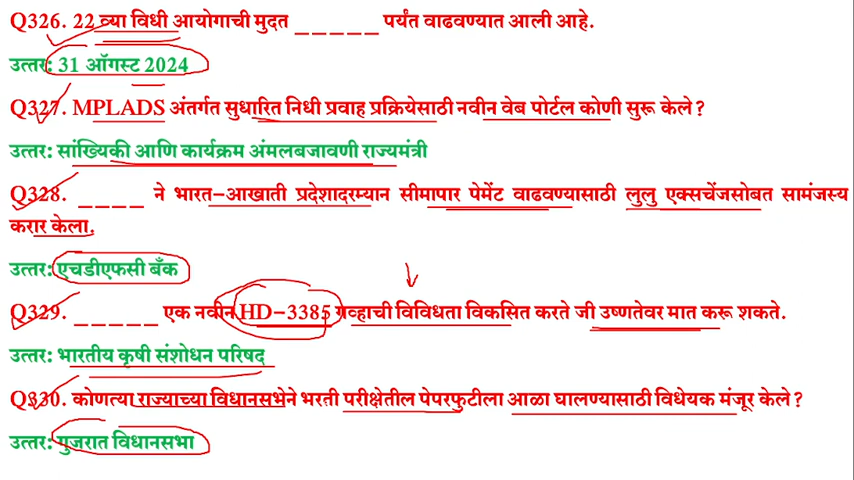 Q326. 22 व्या विधी आयोगाची मुदत _____ पर्यंत वाढवण्यात आली आहे.
उत्तर: 31 ऑगस्ट 2024
Q327. MPLADS अंतर्गत सुधारित निधी प्रवाह प्रक्रियेसाठी नवीन वेब पोर्टल कोणी सुरू केले?
उत्तर: सांख्यिकी आणि कार्यक्रम अंमलबजावणी राज्यमंत्री
Q328. ____ ने भारत-आखाती प्रदेशादरम्यान सीमापार पेमेंट वाढवण्यासाठी लुलु एक्सचेंजसोबत सामंजस्य
करार केला.
उत्तर: एचडीएफसी बँक
Q329. _____ एक नवीन HD-3385 गव्हाची विविधता विकसित करते जी उष्णतेवर मात करू शकते.
उत्तर: भारतीय कृषी संशोधन परिषद
Q330. कोणत्या राज्याच्या विधानसभेने भरती परीक्षेतील पेपरफुटीला आळा घालण्यासाठी विधेयक मंजूर केले?
उत्तर: गुजरात विधानसभा